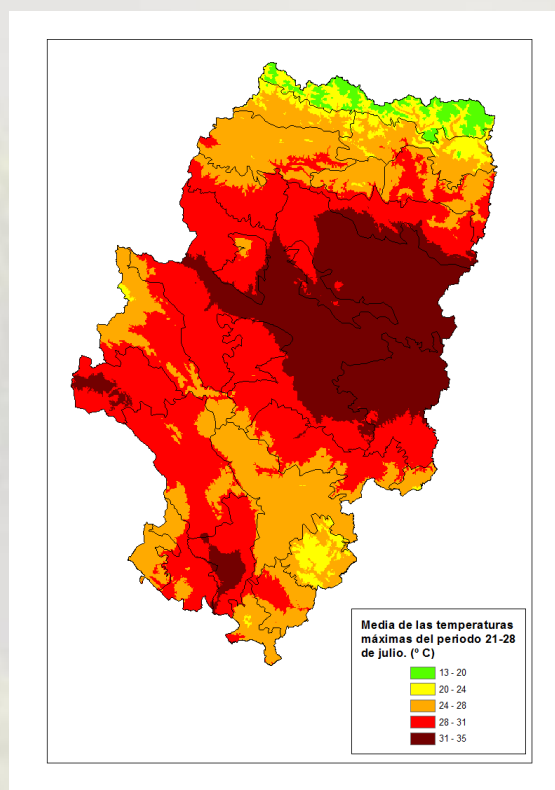 Media de las temperaturas
máximas del periodo 21-28
de julio. (º C)
13 - 20
20 - 24
24 - 28
28 - 31
31 - 35